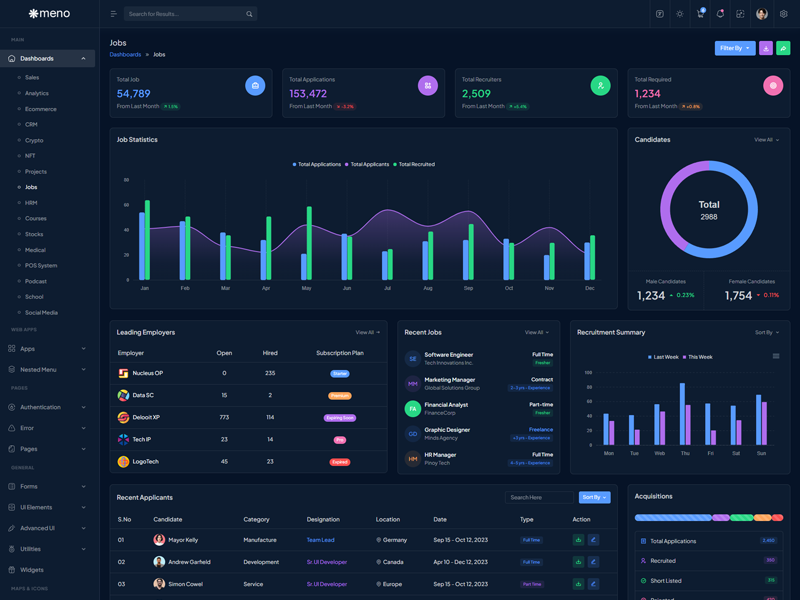 meno
Search for Results...
5
MAIN
Dashboards
Sales
Analytics
Ecommerce
CRM
Crypto
NFT
Projects
Jobs
HRM
Courses
Stocks
Medical
POS System
Podcast
School
Social Media
WEB APPS
Apps
Nested Menu
PAGES
Authentication
Error
Pages
GENERAL
Forms
UI Elements
Advanced UI
Utilities
Widgets
MAPS & ICONS
Jobs
Dashboards » Jobs
Filter By
Total Job
54,789
From Last Month 1.5%
Total Applications
153,472
From Last Month -2.2%
Total Recruiters
2,509
From Last Month +5.4%
Total Required
1,234
From Last Month +0.8%
Job Statistics
Total Applications Total Applicants Total Recruited
80
60
40
20
0
Jan Feb Mar Apr May Jun Jul Aug Sep Oct Nov Dec
Candidates View All
Total
2988
Male Candidates
1,234 0.23%
Female Candidates
1,754 0.11%
Leading Employers View All
Employer Open Hired Subscription Plan
Nucleus OP 0 235 Starter
Data SC 15 2 Premium
Delooit XP 773 114 Expiring Soon
Tech IP 23 14 Pro
LogoTech 45 23 Expired
Recent Jobs View All
SE Software Engineer Full Time
Tech Innovations Inc. Fresher
MM Marketing Manager Contract
Global Solutions Group 2-3 yrs - Experience
FA Financial Analyst Part-time
FinanceCorp Fresher
GD Graphic Designer Freelance
Minds Agency +3 yrs - Experience
HM HR Manager Full Time
Pinoy Tech 4-3 yrs - Experience
Recruitment Summary Sort By
Last Week This Week
100
80
60
40
20
0
Mon Tue Web Thu Fri Sat Sun
Recent Applicants Search Here Sort By
S.No Candidate Category Designation Location Date Type Action
01 Mayor Kelly Manufacture Team Lead Germany Sep 15 - Oct 12, 2023 Full Time
02 Andrew Garfield Development Sr.UI Developer Canada Apr 10 - Dec 12, 2023 Full Time
03 Simon Cowel Service Sr.UI Developer Europe Sep 15 - Oct 12, 2023 Part Time
Acquisitions
Total Applications
Recruited
Short Listed